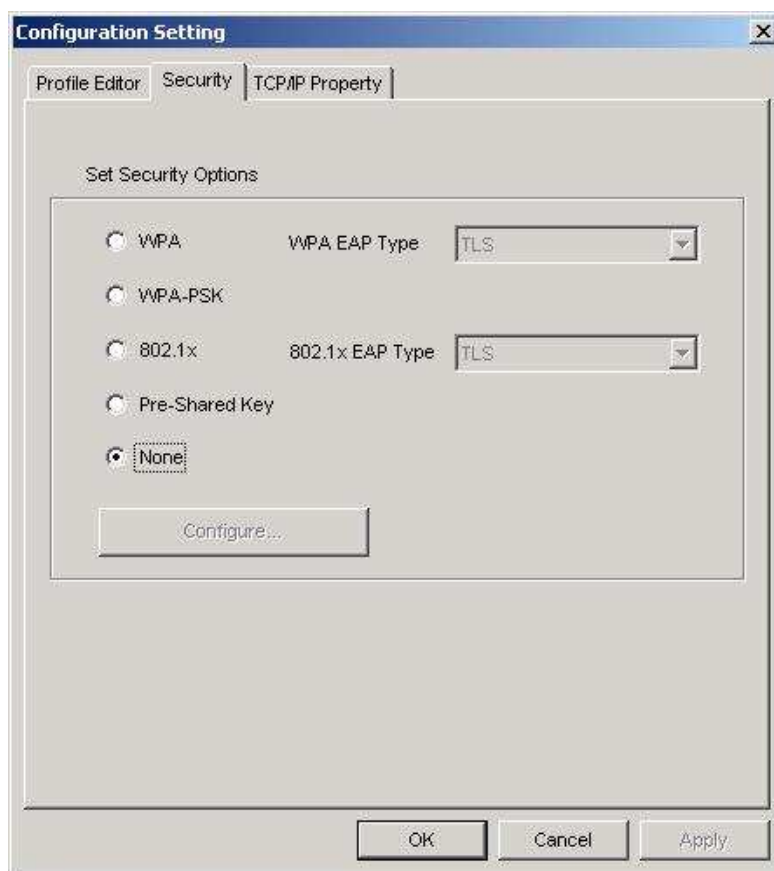 Configuration Setting
Profile Editor Security TCP/IP Property
Set Security Options
WPA WPA EAP Type TLS
WPA-PSK
802.1x 802.1x EAP Type TLS
Pre-Shared Key
None
Configure...
OK Cancel Apply